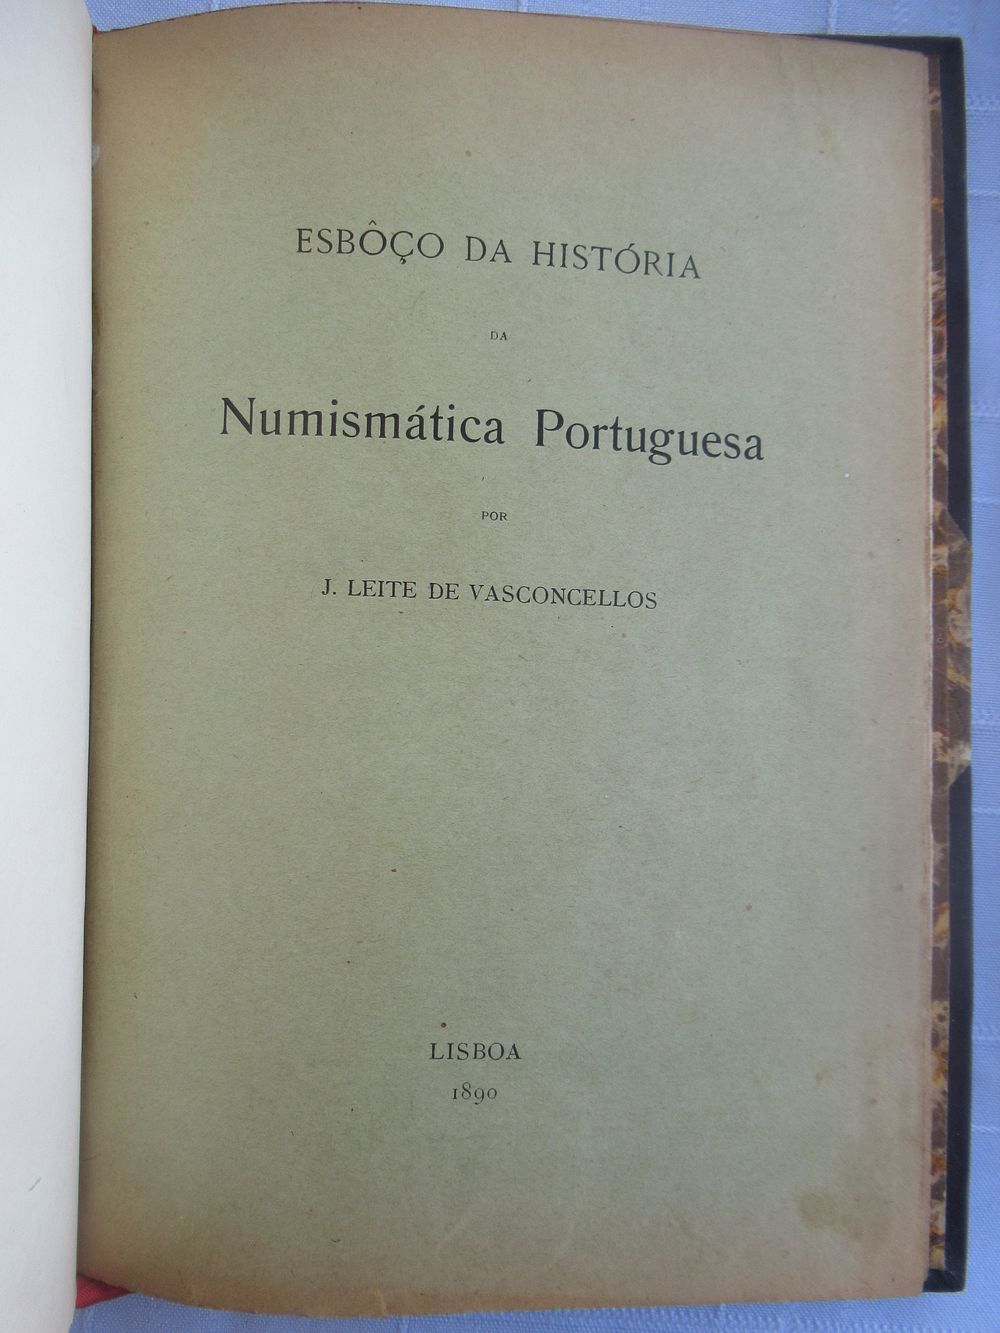 ESBÔÇO DA HISTÓRIA
DA
Numismática Portuguesa
POR
J. LEITE DE VASCONCELLOS
LISBOA
1890